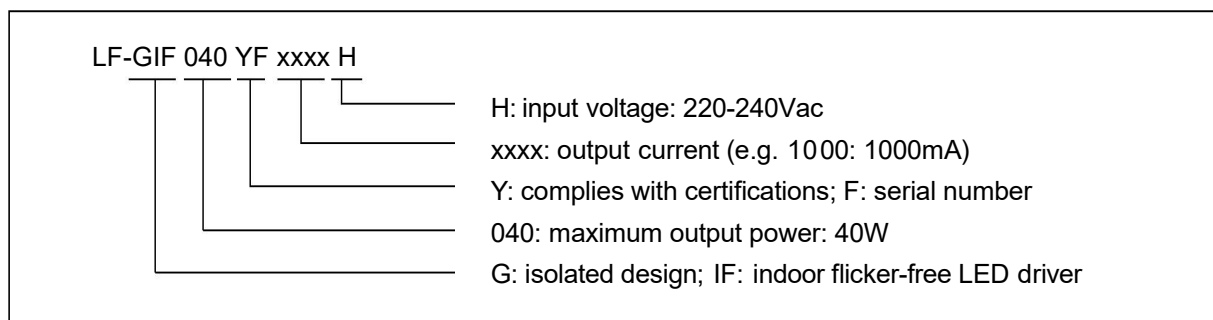 LF-GIF 040 YF xxxx H
H: input voltage: 220-240Vac
xxxx: output current (e.g. 1000: 1000mA)
Y: complies with certifications; F: serial number
040: maximum output power: 40W
G: isolated design; IF: indoor flicker-free LED driver